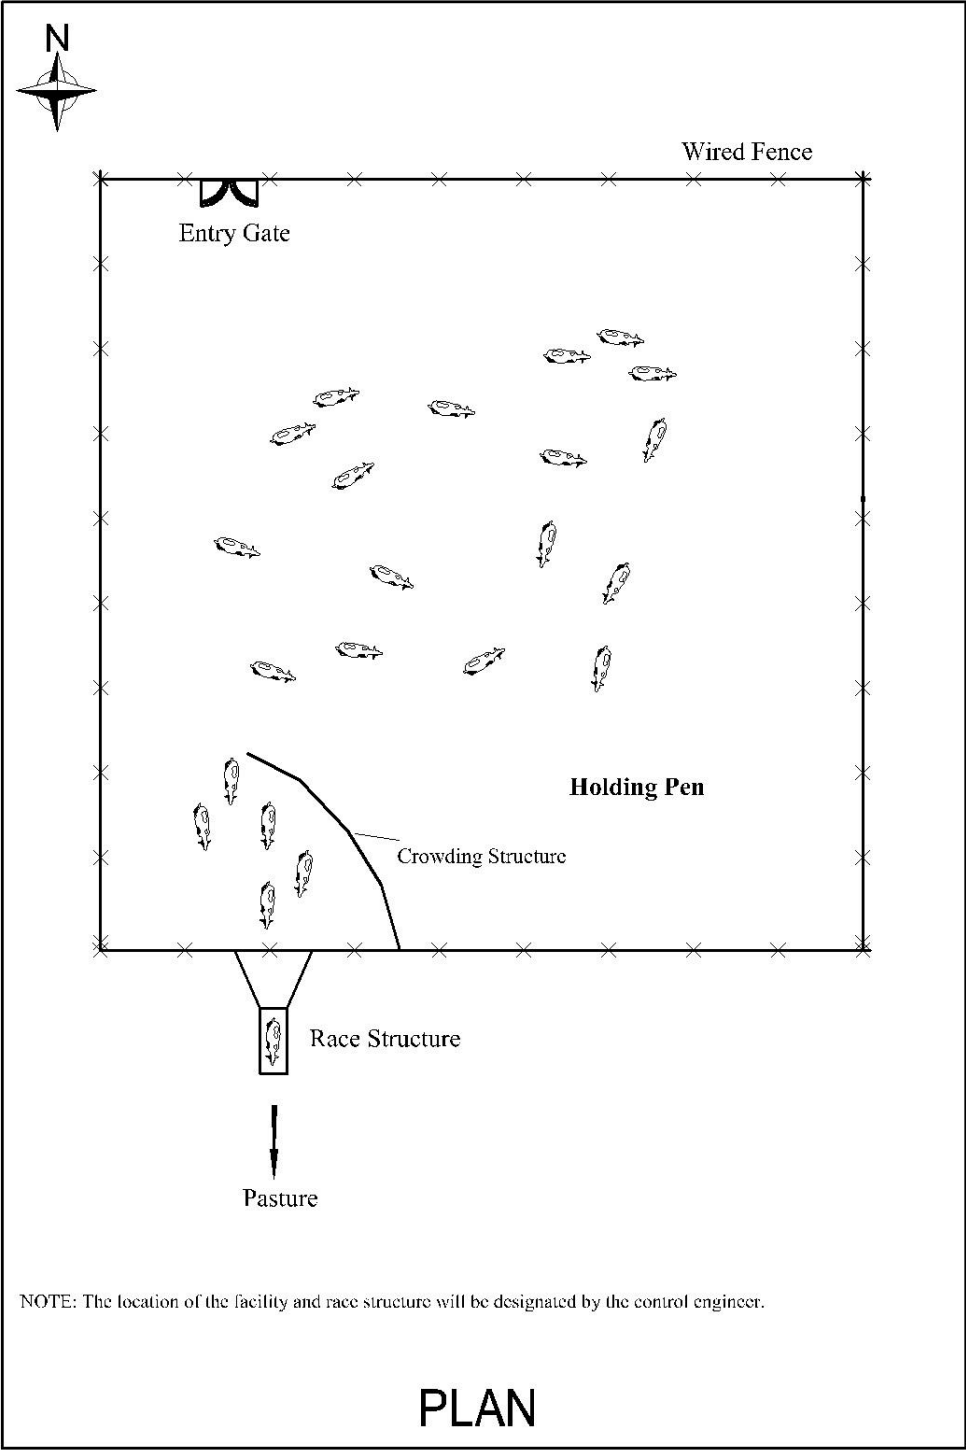 N
Wired Fence
Entry Gate
Holding Pen
Crowding Structure
Race Structure
Pasture
NOTE: The location of the facility and race structure will be designated by the control engineer.
PLAN